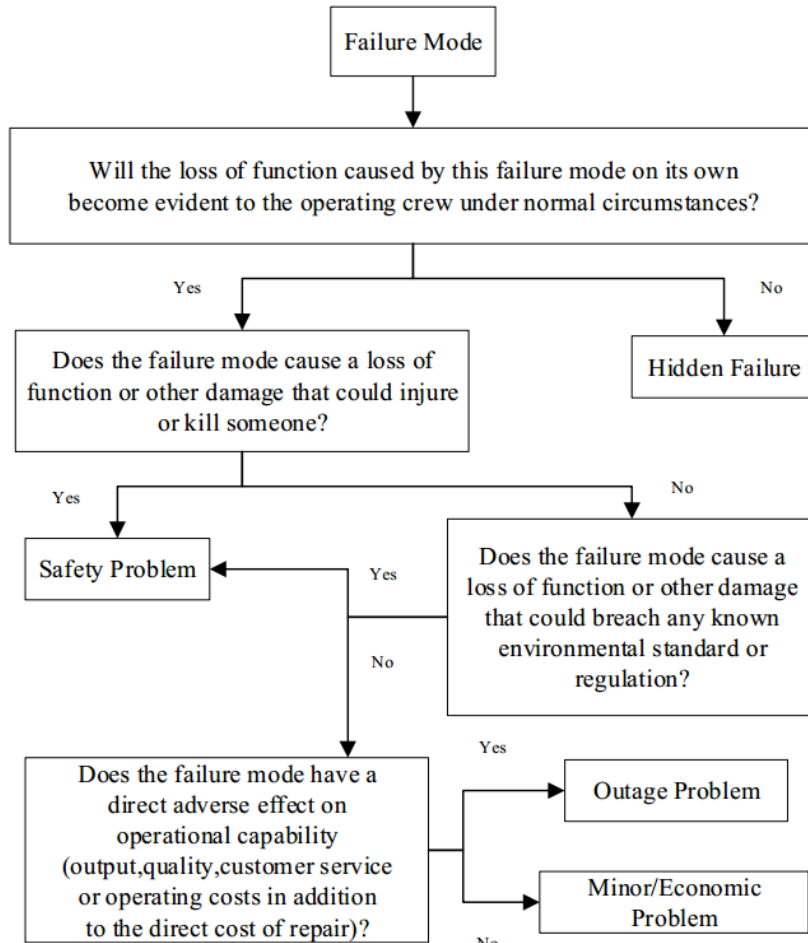 Failure Mode
Will the loss of function caused by this failure mode on its own
become evident to the operating crew under normal circumstances?
Yes
No
Does the failure mode cause a loss of
function or other damage that could injure
or kill someone?
Hidden Failure
Yes
No
Safety Problem
Yes
Does the failure mode cause a
loss of function or other damage
that could breach any known
environmental standard or
regulation?
No
Does the failure mode have a
direct adverse effect on
operational capability
(output,quality,customer service
or operating costs in addition
to the direct cost of repair)?
Yes
Outage Problem
Minor/Economic
Problem
No